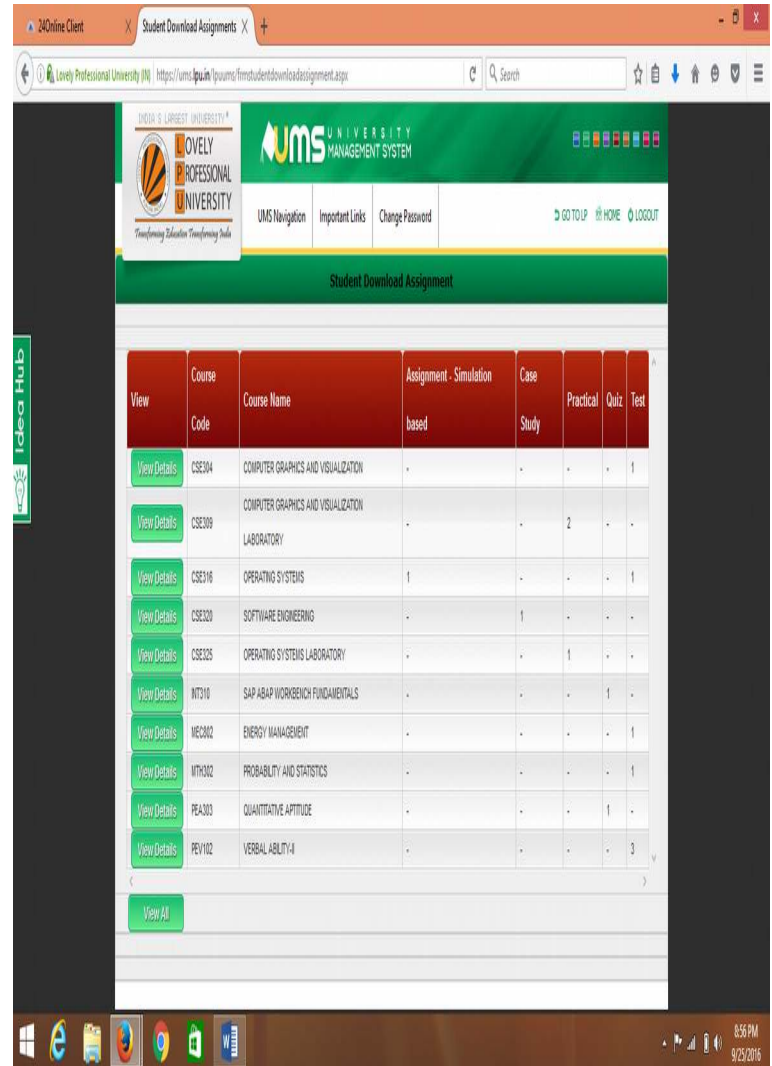 24Online Client
Student Download Assignments
Lovely Professional University (IN) https://ums.lpu.in/lpuums/frmstudentdownloadassignment.aspx
Search
INDIA'S LARGEST UNIVERSITY*
LOVELY
PROFESSIONAL
UNIVERSITY
Transforming Education Transforming India
UMS UNIVERSITY
MANAGEMENT SYSTEM
UMS Navigation Important Links Change Password GO TO LP HOME LOGOUT
Student Download Assignment
Idea Hub
View Course Code Course Name Assignment - Simulation based Case Study Practical Quiz Test
View Details CSE304 COMPUTER GRAPHICS AND VISUALIZATION - - - - 1
View Details CSE309 COMPUTER GRAPHICS AND VISUALIZATION LABORATORY - - 2 - -
View Details CSE316 OPERATING SYSTEMS 1 - - - 1
View Details CSE320 SOFTWARE ENGINEERING - 1 - - -
View Details CSE325 OPERATING SYSTEMS LABORATORY - - 1 - -
View Details INT310 SAP ABAP WORKBENCH FUNDAMENTALS - - - 1 -
View Details MEC802 ENERGY MANAGEMENT - - - - 1
View Details MTH302 PROBABILITY AND STATISTICS - - - - 1
View Details PEA303 QUANTITATIVE APTITUDE - - - 1 -
View Details PEV102 VERBAL ABILITY-II - - - - 3
View All
8:56 PM
9/25/2016